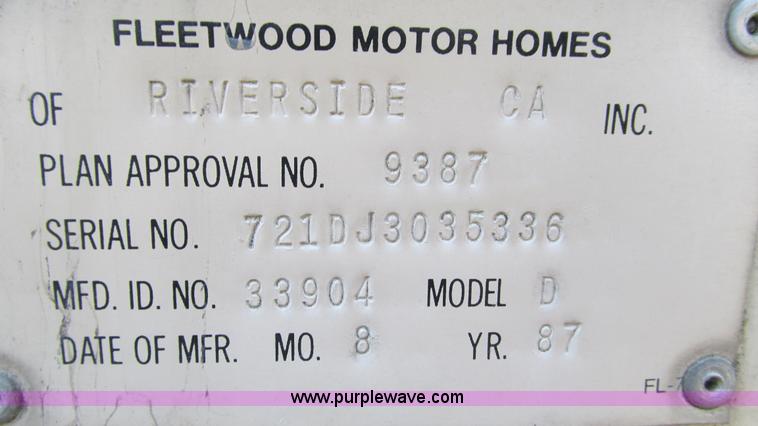 FLEETWOOD MOTOR HOMES
OF RIVERSIDE CA INC.
PLAN APPROVAL NO. 9387
SERIAL NO. 721DJ3035336
MFD. ID. NO. 33904 MODEL D
DATE OF MFR. MO. 8 YR. 87
www.purplewave.com